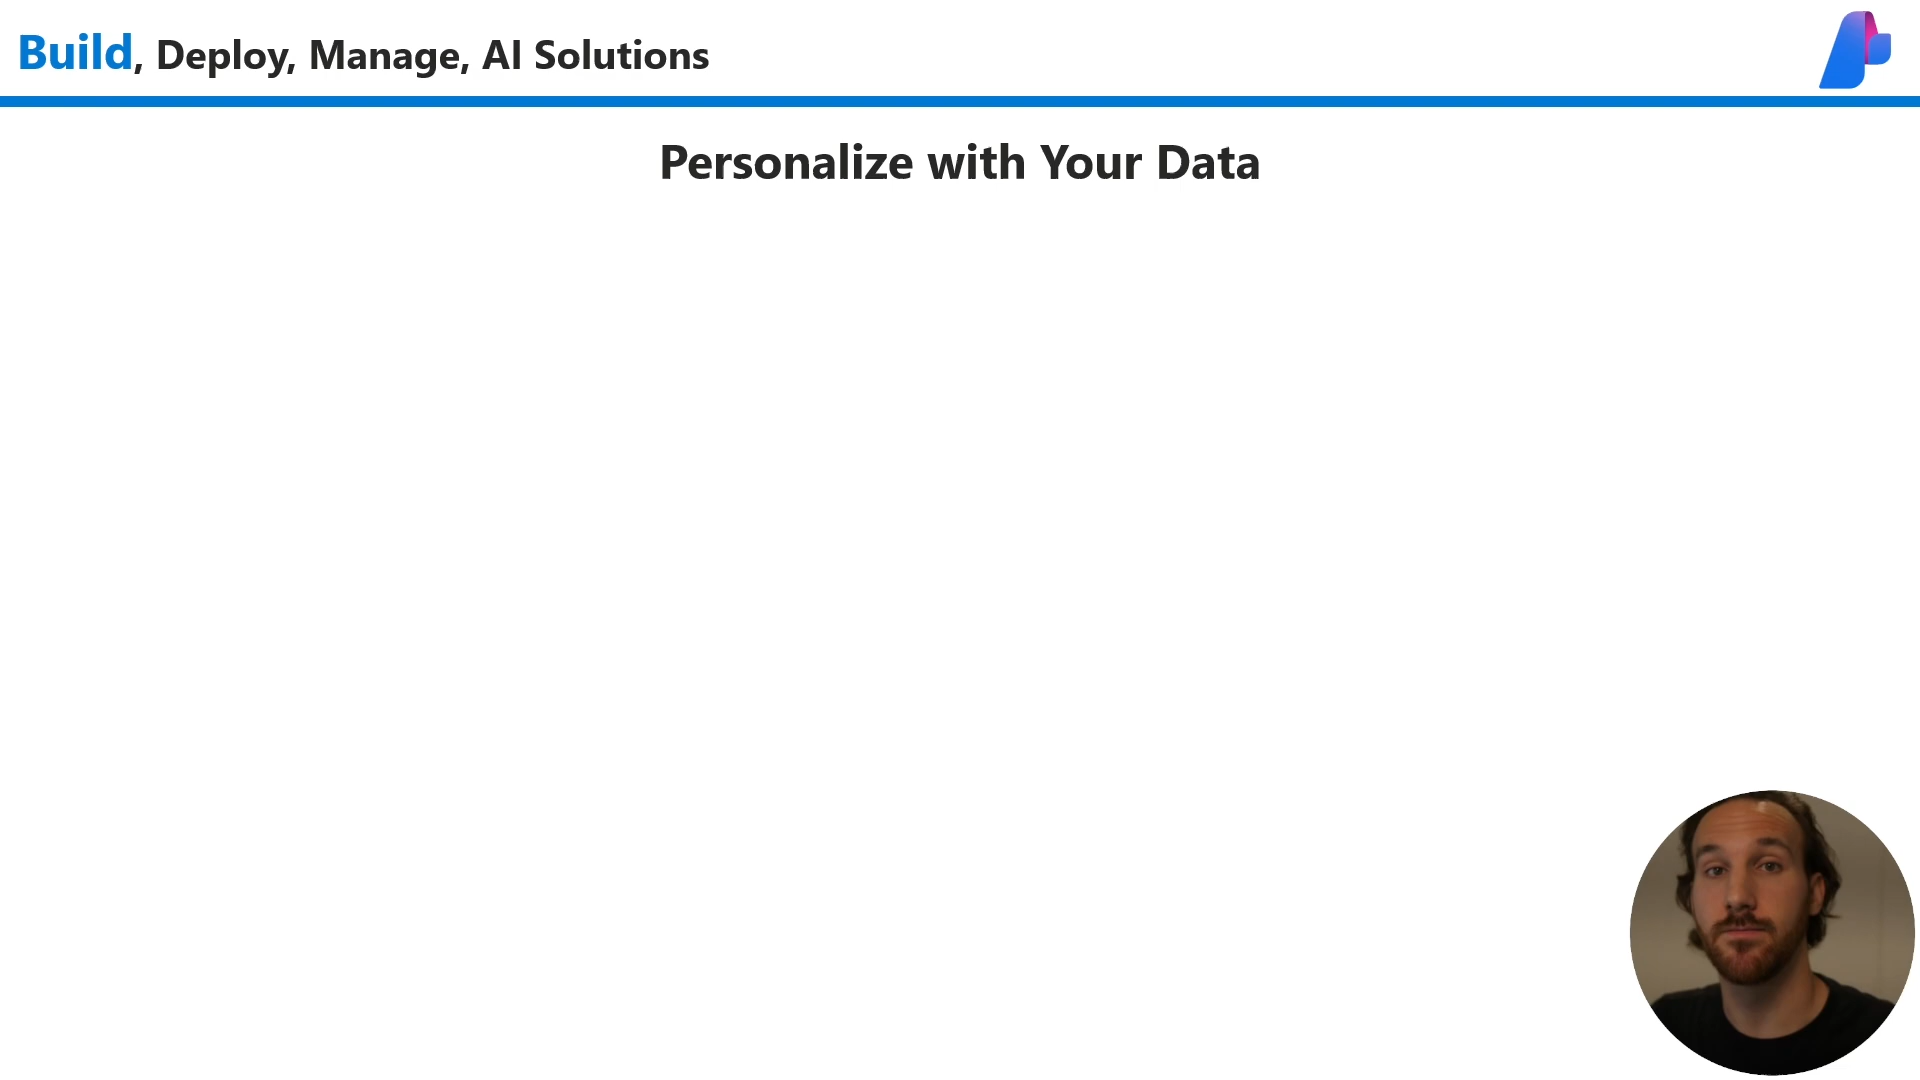 Build, Deploy, Manage, AI Solutions
Personalize with Your Data